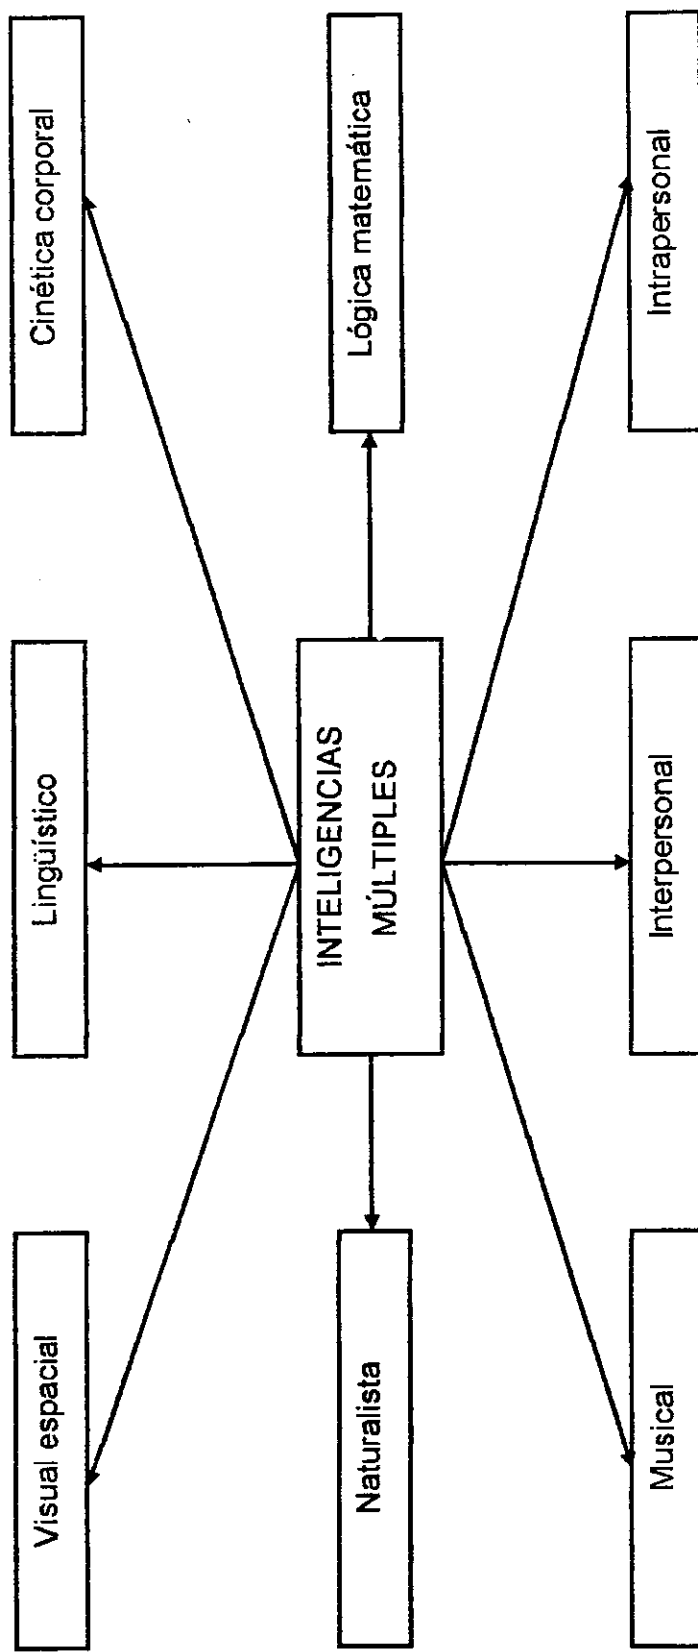 Visual espacial
Lingüístico
Cinética corporal
Naturalista
INTELIGENCIAS
MÚLTIPLES
Lógica matemática
Musical
Interpersonal
Intrapersonal